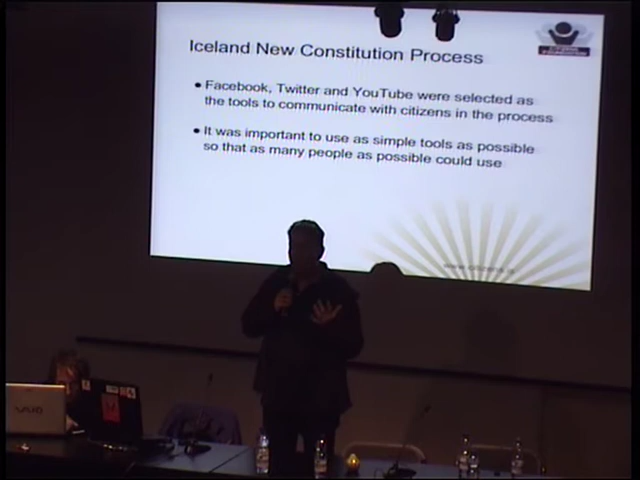 Iceland New Constitution Process
• Facebook, Twitter and YouTube were selected as
the tools to communicate with citizens in the process
• It was important to use as simple tools as possible
so that as many people as possible could use
VAIO